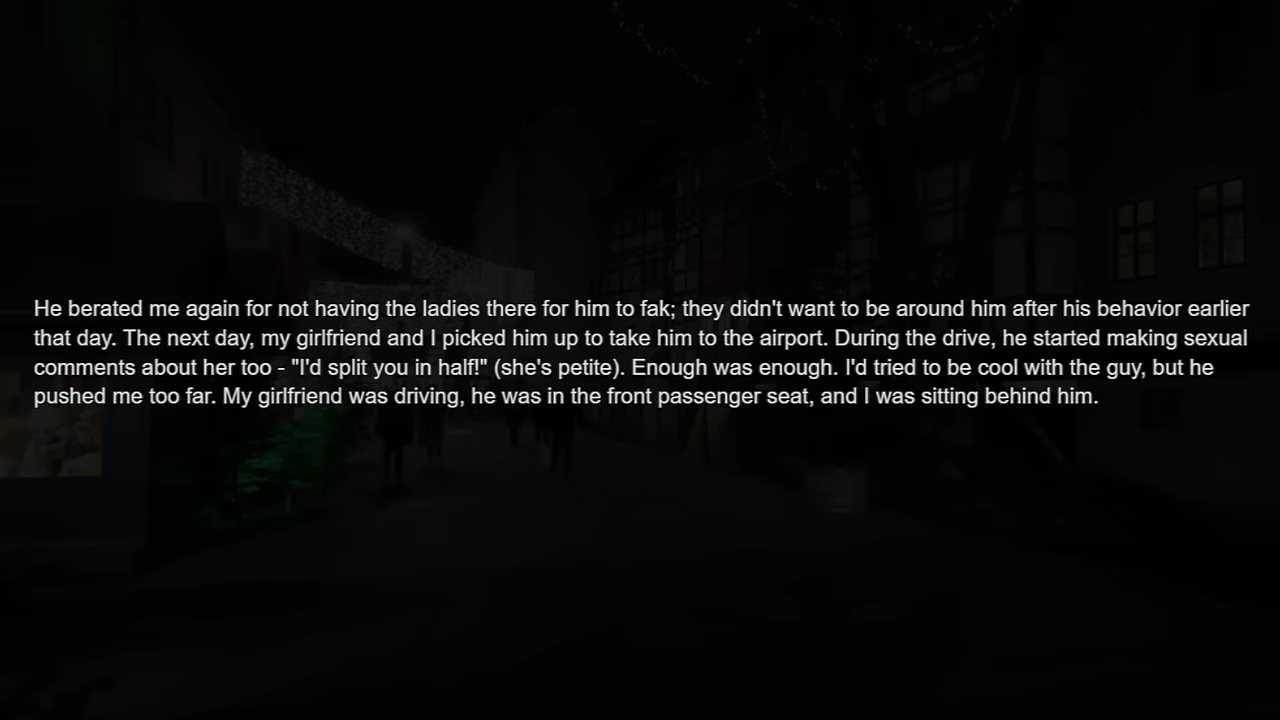 He berated me again for not having the ladies there for him to fak; they didn't want to be around him after his behavior earlier
that day. The next day, my girlfriend and I picked him up to take him to the airport. During the drive, he started making sexual
comments about her too - "I'd split you in half!" (she's petite). Enough was enough. I'd tried to be cool with the guy, but he
pushed me too far. My girlfriend was driving, he was in the front passenger seat, and I was sitting behind him.